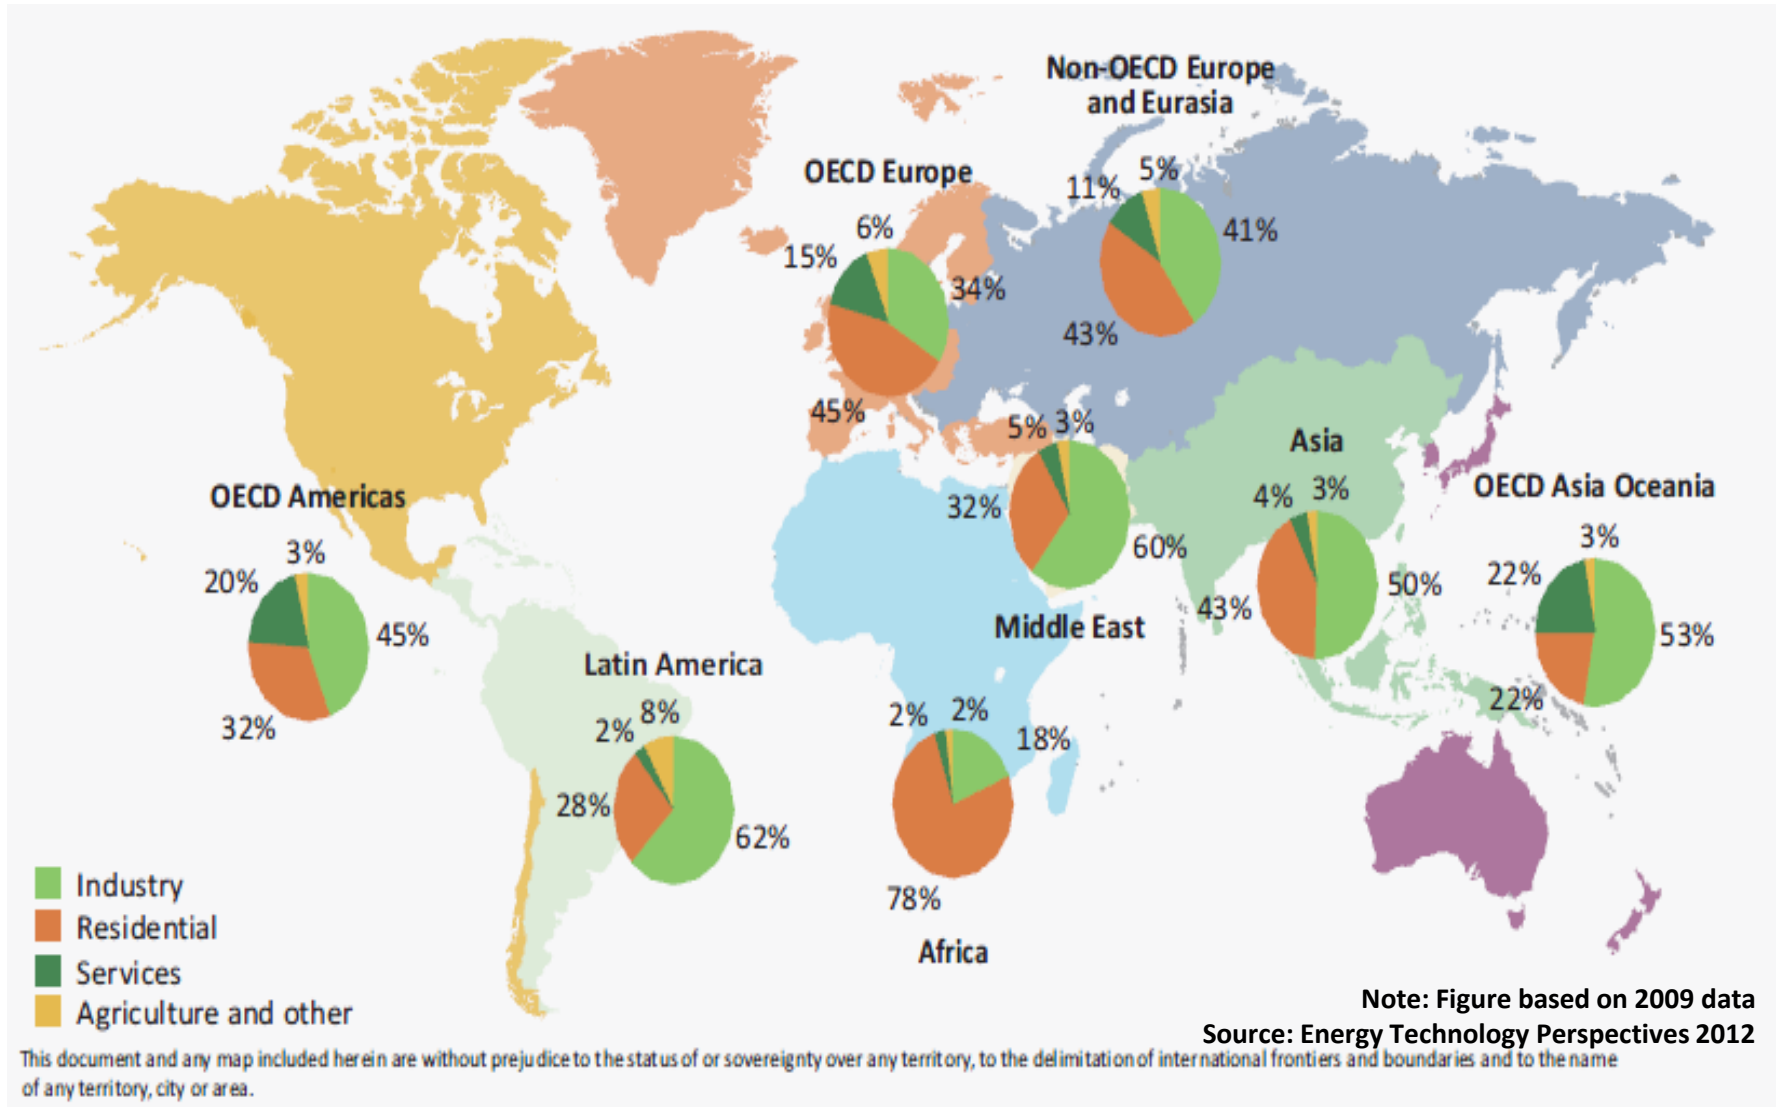 Non-OECD Europe
and Eurasia
5%
11%
41%
43%
OECD Europe
6%
15%
34%
45%
5% 3%
32%
60%
Middle East
Asia
4% 3%
43%
50%
OECD Asia Oceania
3%
22%
53%
22%
OECD Americas
3%
20%
45%
32%
Latin America
8%
2%
28%
62%
2% 2%
18%
78%
Africa
Industry
Residential
Services
Agriculture and other
Note: Figure based on 2009 data
Source: Energy Technology Perspectives 2012
This document and any map included herein are without prejudice to the status of or sovereignty over any territory, to the delimitation of international frontiers and boundaries and to the name
of any territory, city or area.